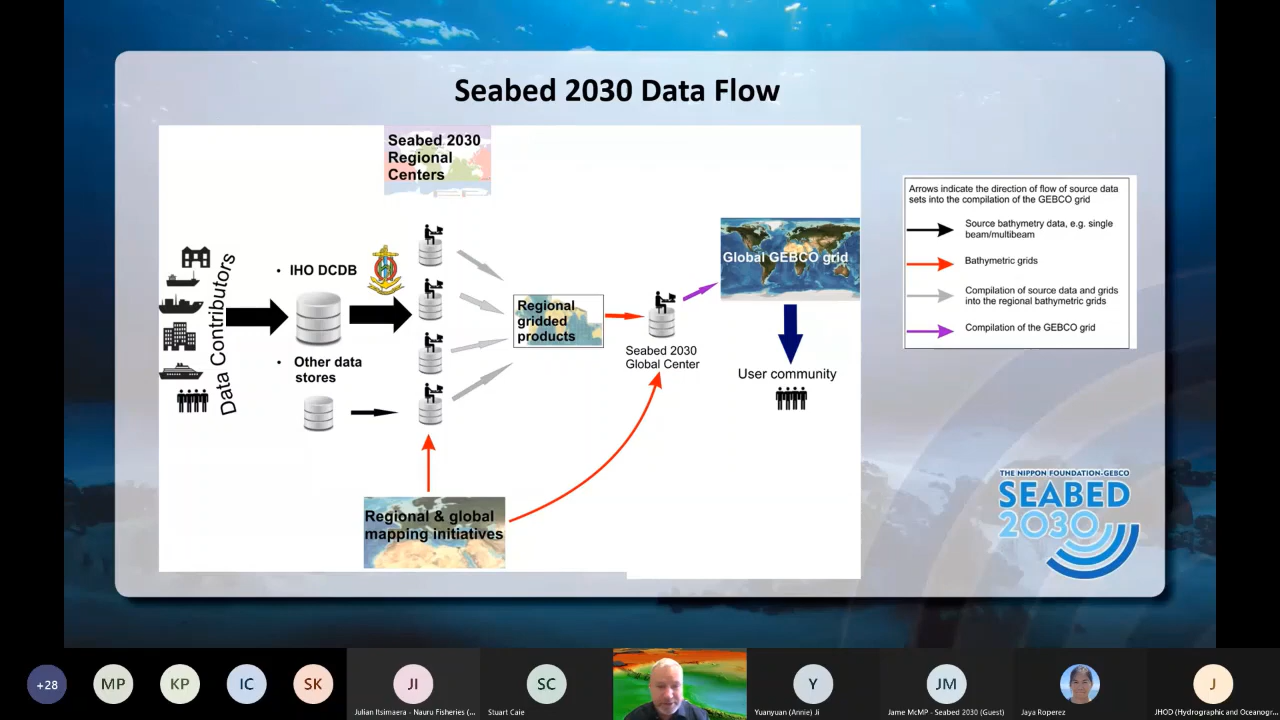 Seabed 2030 Data Flow
Seabed 2030
Regional
Centers
Data Contributors
• IHO DCDB
• Other data
stores
Regional
gridded
products
Seabed 2030
Global Center
Global GEBCO grid
User community
Regional & global
mapping initiatives
Arrows indicate the direction of flow of source data
sets into the compilation of the GEBCO grid
Source bathymetry data, e.g. single
beam/multibeam
Bathymetric grids
Compilation of source data and grids
into the regional bathymetric grids
Compilation of the GEBCO grid
THE NIPPON FOUNDATION-GEBCO
SEABED
2030
+28
MP
KP
IC
SK
JI
Julian Itsimaera - Nauru Fisheries (...
SC
Stuart Caie
Y
Yuanyuan (Annie) Ji
JM
Jame McMP - Seabed 2030 (Guest)
Jaya Roperez
J
JHOD (Hydrographic and Oceanogr...